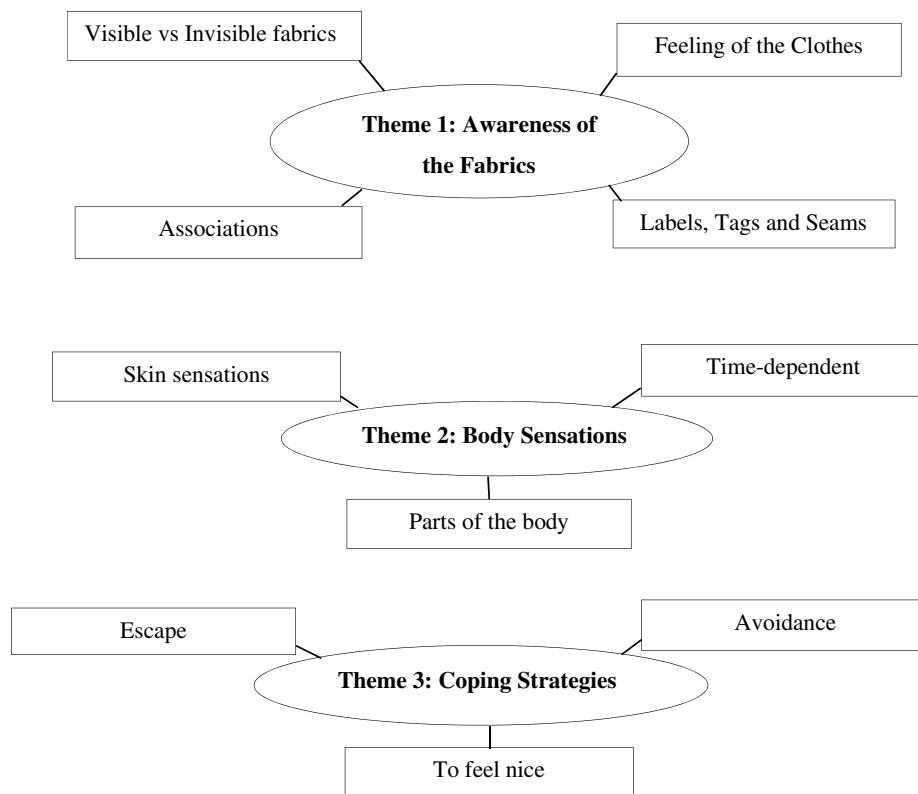 Visible vs Invisible fabrics
Feeling of the Clothes
Theme 1: Awareness of
the Fabrics
Associations
Labels, Tags and Seams
Skin sensations
Time-dependent
Theme 2: Body Sensations
Parts of the body
Escape
Avoidance
Theme 3: Coping Strategies
To feel nice